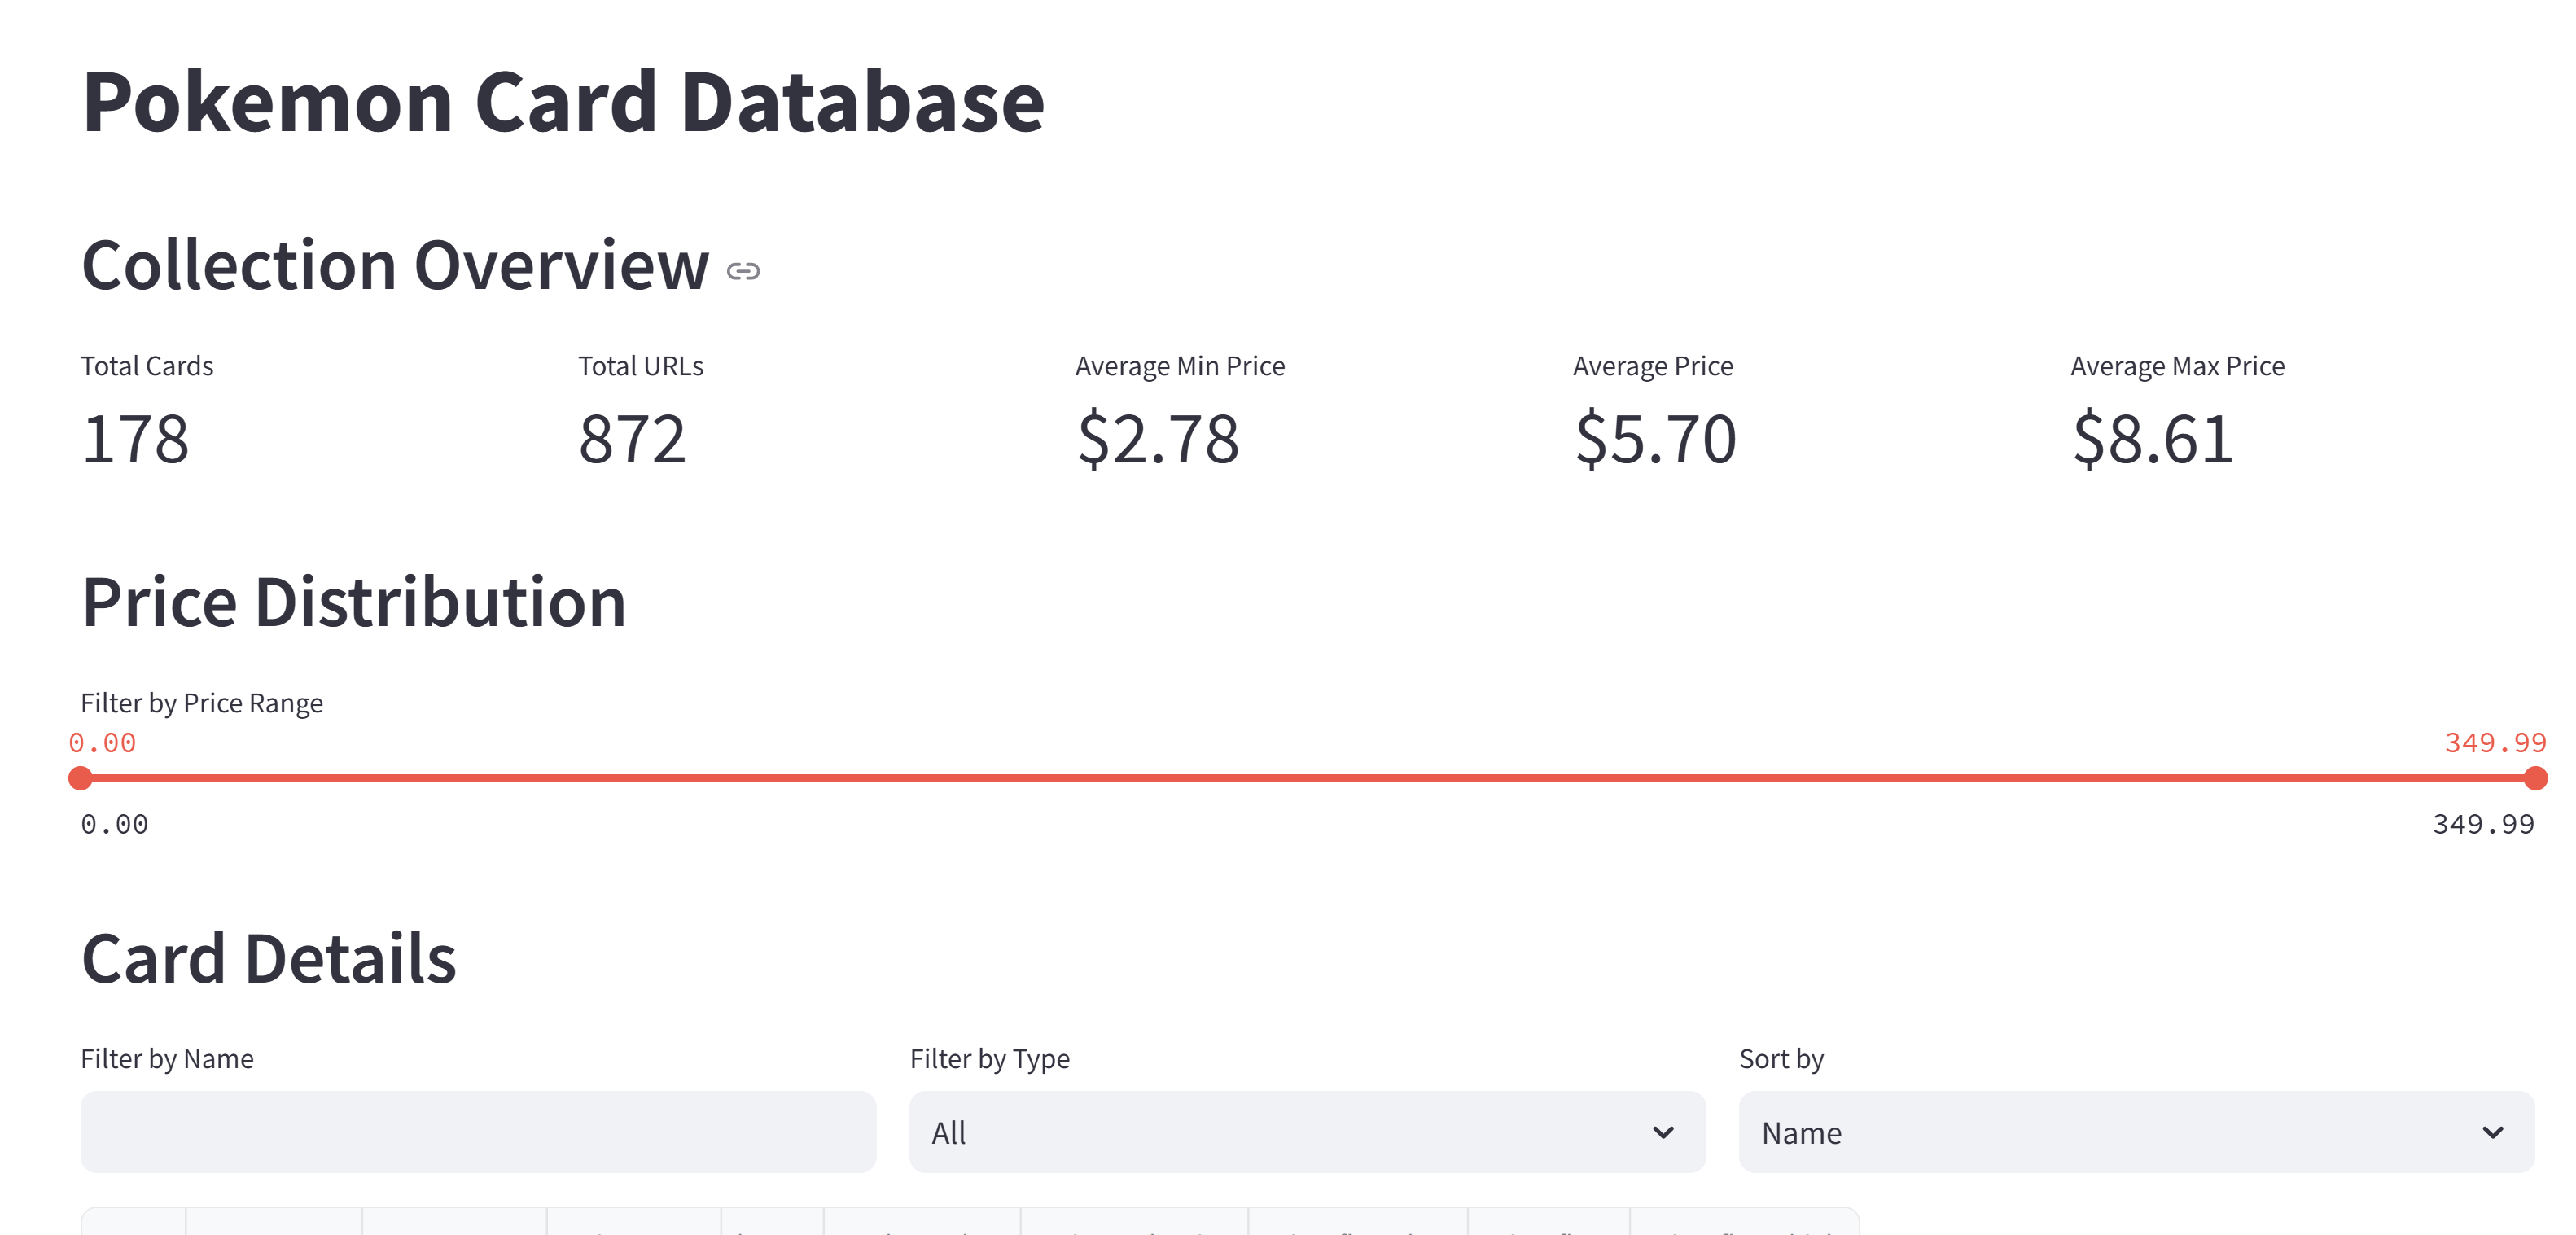 Pokemon Card Database
Collection Overview
Total Cards
Total URLs
Average Min Price
Average Price
Average Max Price
178
872
$2.78
$5.70
$8.61
Price Distribution
Filter by Price Range
0.00
349.99
0.00
349.99
Card Details
Filter by Name
Filter by Type
Sort by
All
Name